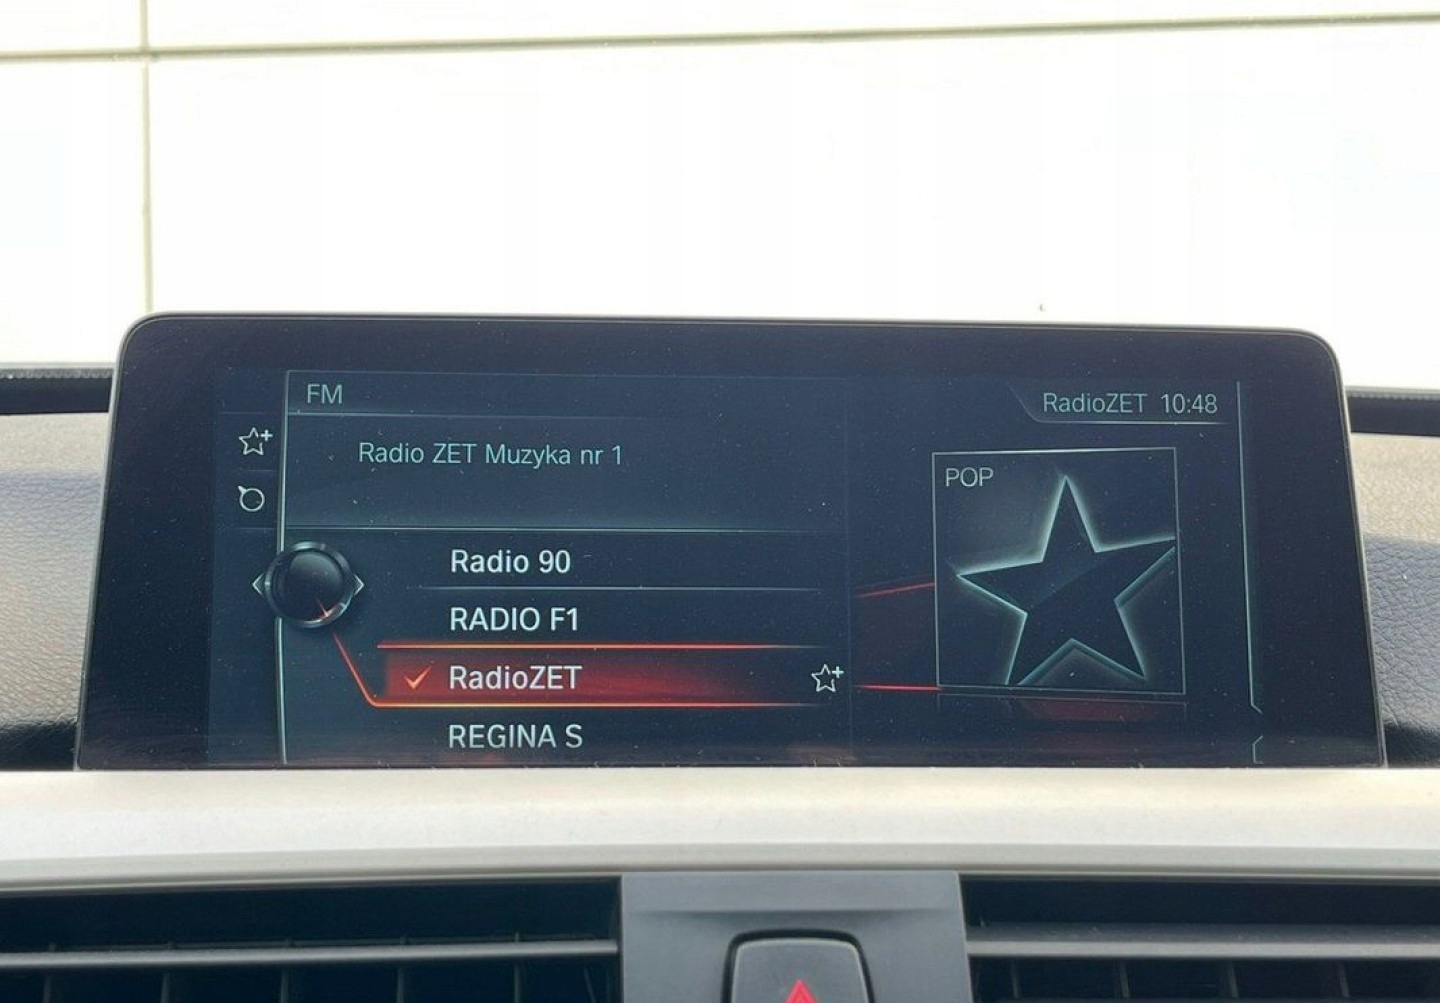 FM
RadioZET 10:48
Radio ZET Muzyka nr 1
POP
Radio 90
RADIO F1
RadioZET
REGINA S